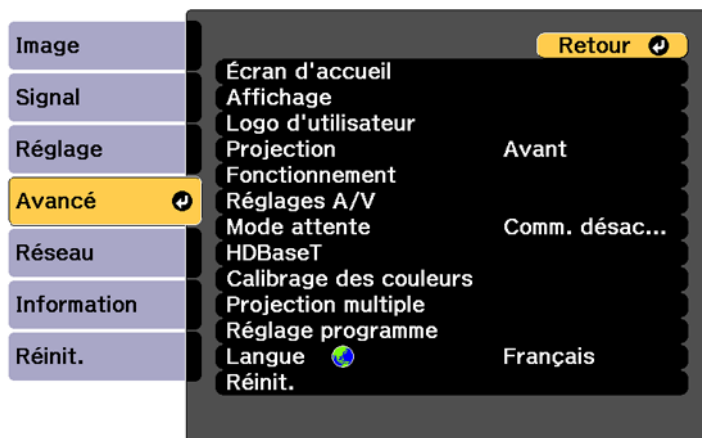 Image
Signal
Réglage
Avancé
Réseau
Information
Réinit.
Retour
Écran d'accueil
Affichage
Logo d'utilisateur
Projection Avant
Fonctionnement
Réglages A/V
Mode attente Comm. désac...
HDBaseT
Calibrage des couleurs
Projection multiple
Réglage programme
Langue Français
Réinit.